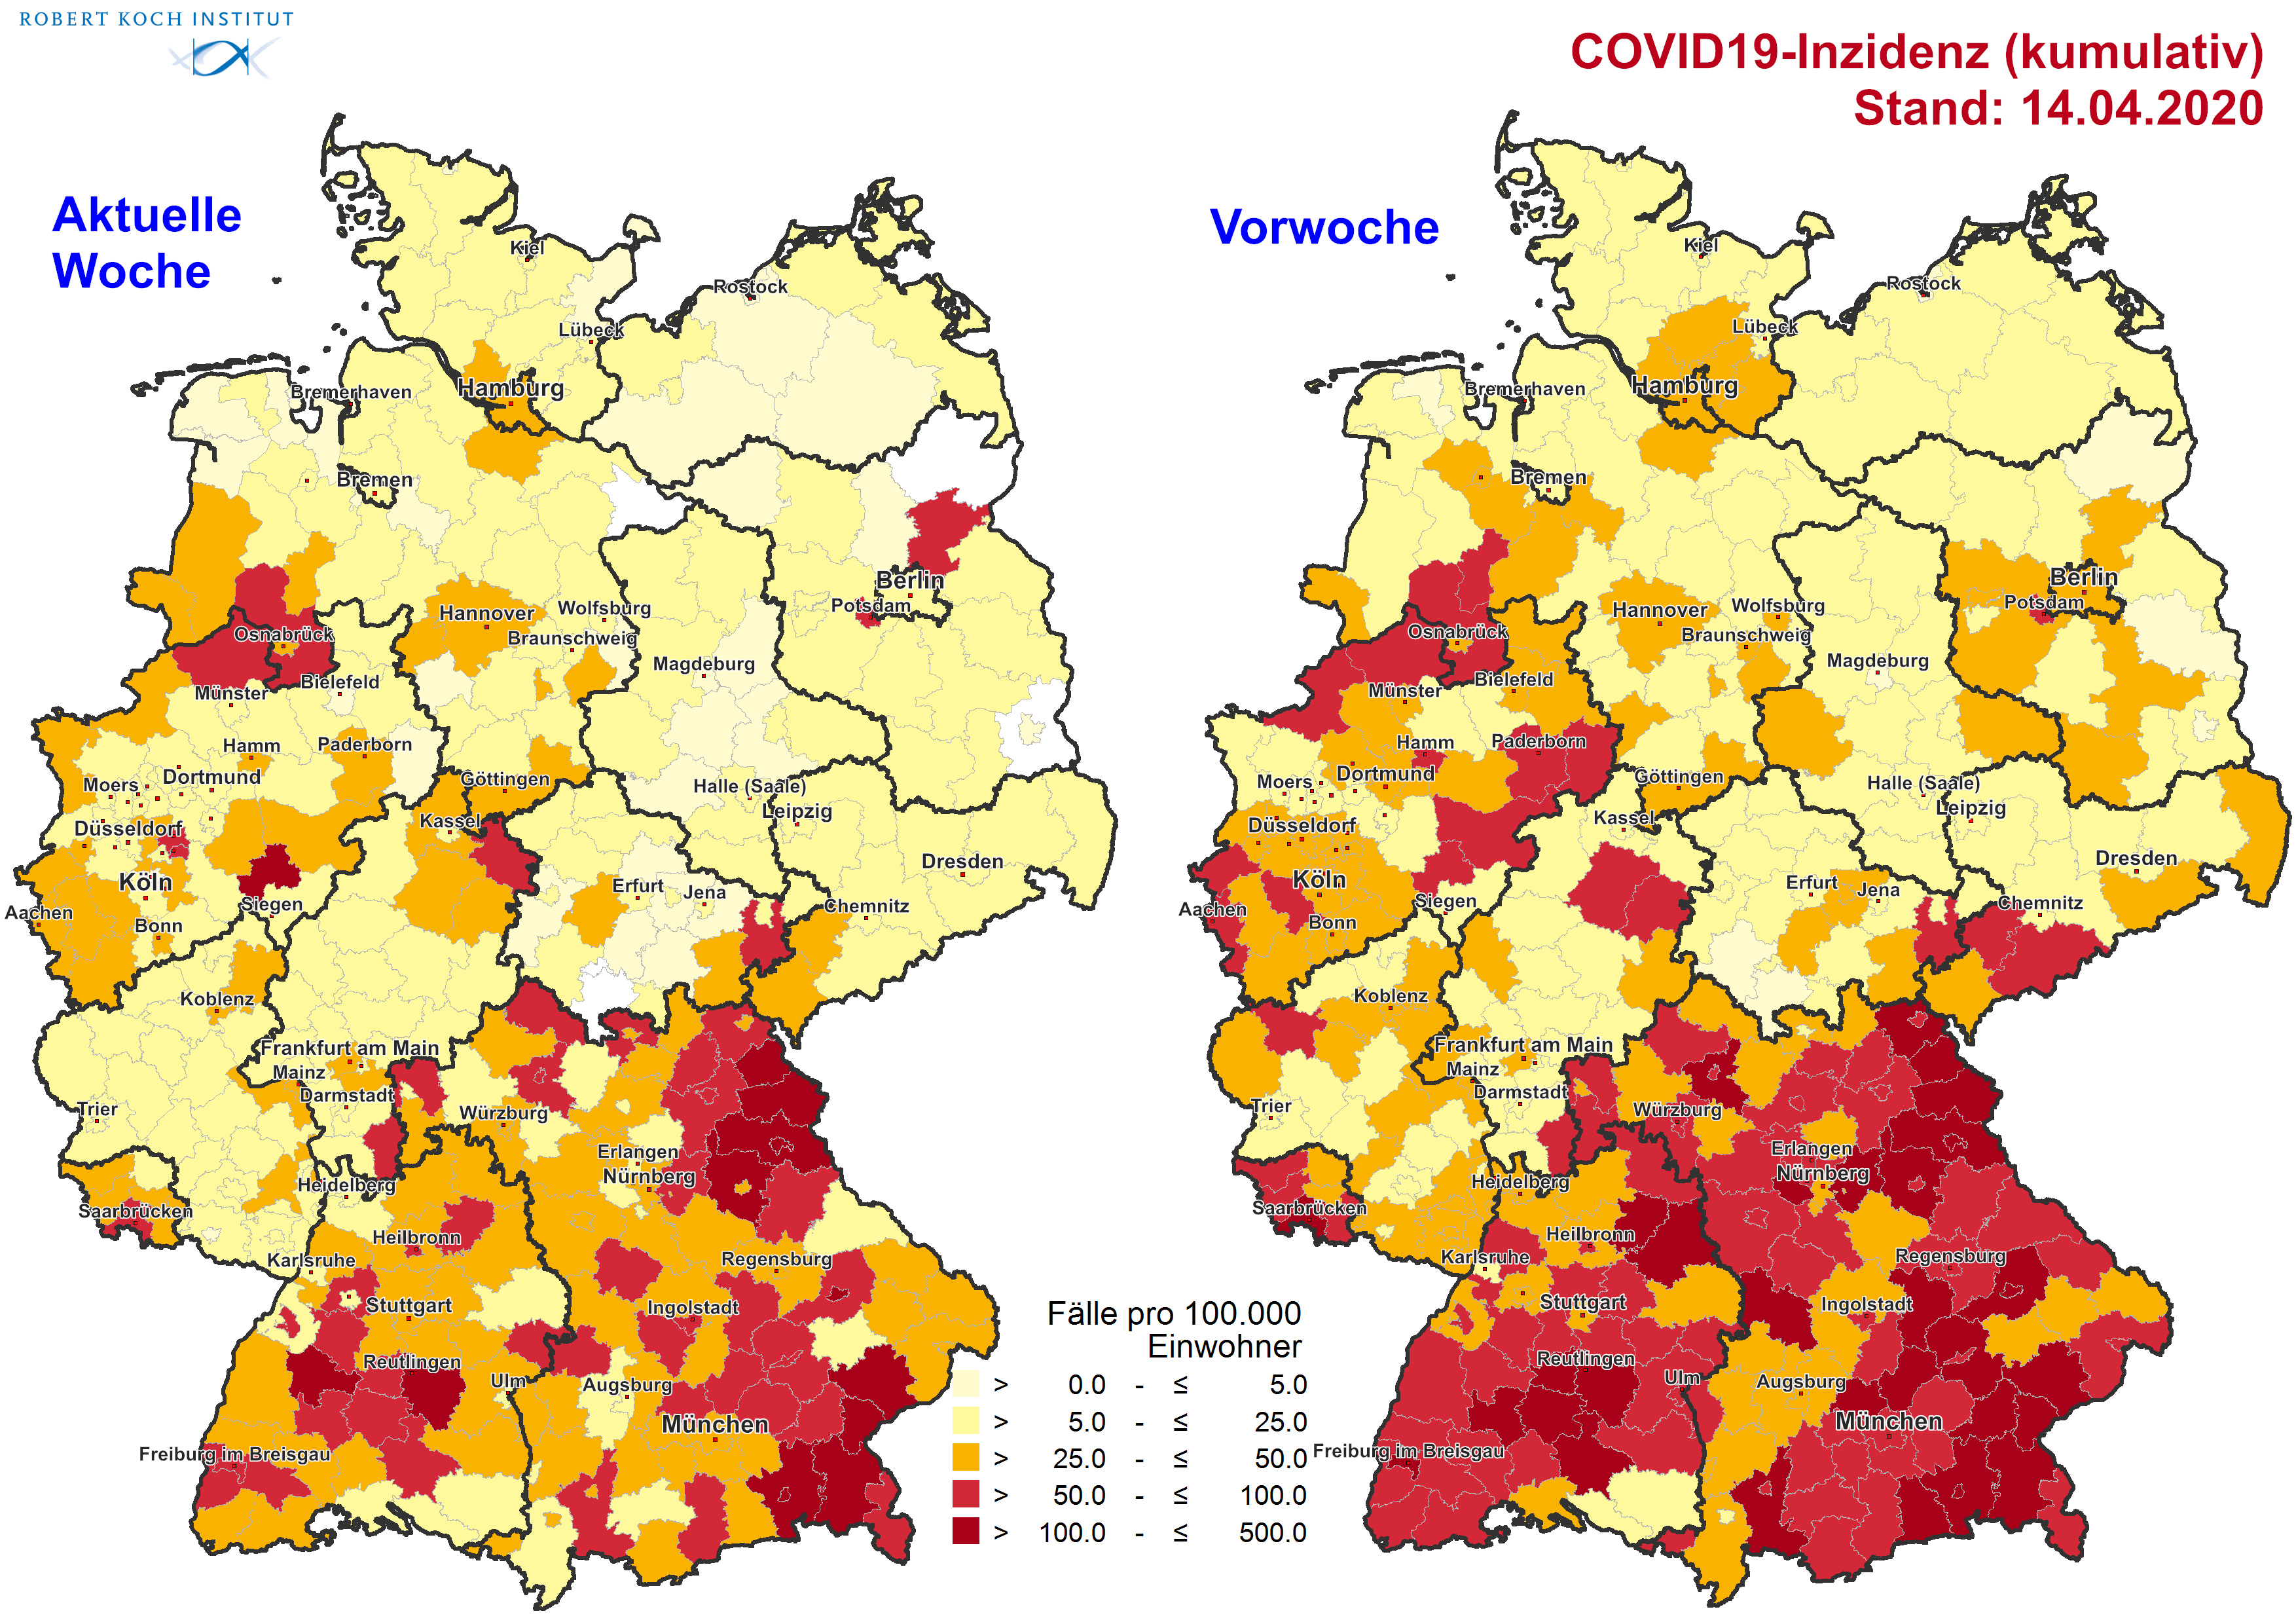 ROBERT KOCH INSTITUT
COVID19-Inzidenz (kumulativ)
Stand: 14.04.2020
Aktuelle
Woche
Kiel
Rostock
Lübeck
Hamburg
Bremerhaven
Bremen
Berlin
Potsdam
Hannover
Wolfsburg
Braunschweig
Osnabrück
Magdeburg
Bielefeld
Münster
Hamm
Paderborn
Moers
Dortmund
Göttingen
Halle (Saale)
Leipzig
Düsseldorf
Kassel
Dresden
Köln
Erfurt
Jena
Siegen
Chemnitz
Aachen
Bonn
Koblenz
Frankfurt am Main
Mainz
Darmstadt
Trier
Würzburg
Erlangen
Nürnberg
Heidelberg
Saarbrücken
Heilbronn
Karlsruhe
Regensburg
Stuttgart
Ingolstadt
Reutlingen
Ulm
Augsburg
München
Freiburg im Breisgau
Vorwoche
Kiel
Rostock
Lübeck
Hamburg
Bremerhaven
Bremen
Berlin
Potsdam
Hannover
Wolfsburg
Braunschweig
Osnabrück
Magdeburg
Bielefeld
Münster
Hamm
Paderborn
Moers
Dortmund
Göttingen
Halle (Saale)
Leipzig
Düsseldorf
Kassel
Dresden
Köln
Erfurt
Jena
Siegen
Chemnitz
Aachen
Bonn
Koblenz
Frankfurt am Main
Mainz
Darmstadt
Trier
Würzburg
Erlangen
Nürnberg
Heidelberg
Saarbrücken
Heilbronn
Karlsruhe
Regensburg
Stuttgart
Ingolstadt
Reutlingen
Ulm
Augsburg
München
Freiburg im Breisgau
Fälle pro 100.000
Einwohner
> 0.0 - ≤ 5.0
> 5.0 - ≤ 25.0
> 25.0 - ≤ 50.0
> 50.0 - ≤ 100.0
> 100.0 - ≤ 500.0